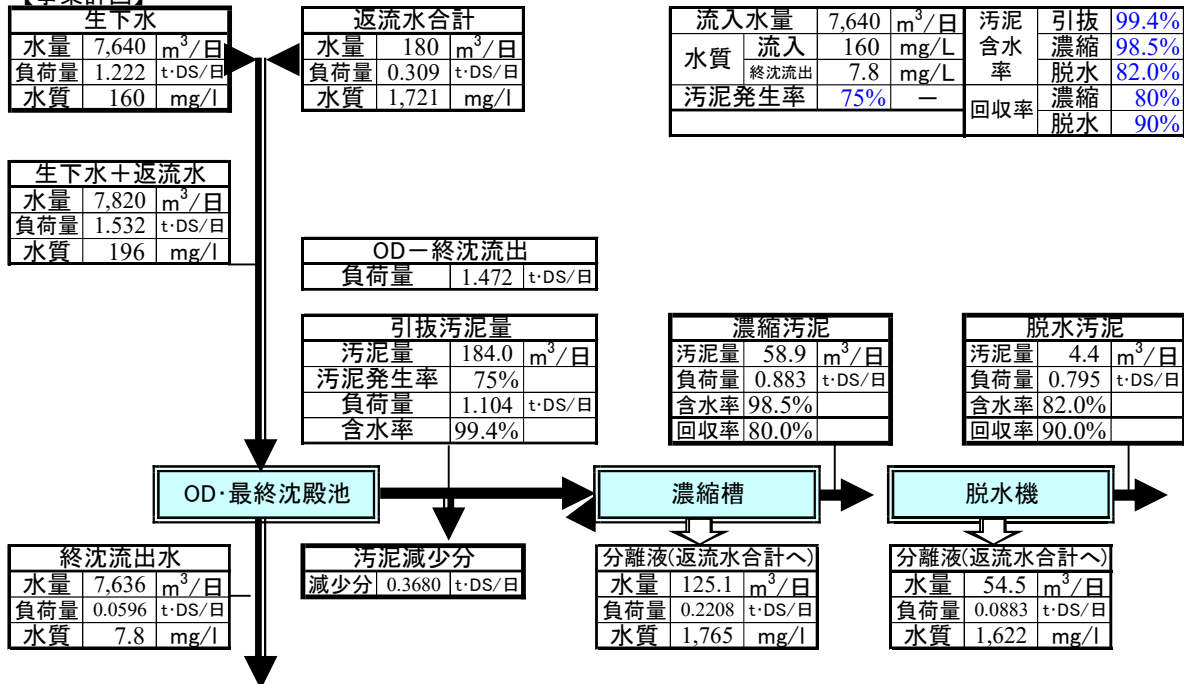 【事業計画】
生下水
水量 7,640 m³/日
負荷量 1.222 t･DS/日
水質 160 mg/l
返流水合計
水量 180 m³/日
負荷量 0.309 t･DS/日
水質 1,721 mg/l
流入水量 7,640 m³/日
水質 流入 160 mg/L
終沈流出 7.8 mg/L
汚泥発生率 75% －
汚泥含水率 引抜 99.4%
濃縮 98.5%
脱水 82.0%
回収率 濃縮 80%
脱水 90%
生下水＋返流水
水量 7,820 m³/日
負荷量 1.532 t･DS/日
水質 196 mg/l
OD－終沈流出
負荷量 1.472 t･DS/日
引抜汚泥量
汚泥量 184.0 m³/日
汚泥発生率 75%
負荷量 1.104 t･DS/日
含水率 99.4%
濃縮汚泥
汚泥量 58.9 m³/日
負荷量 0.883 t･DS/日
含水率 98.5%
回収率 80.0%
脱水汚泥
汚泥量 4.4 m³/日
負荷量 0.795 t･DS/日
含水率 82.0%
回収率 90.0%
OD･最終沈殿池
濃縮槽
脱水機
終沈流出水
水量 7,636 m³/日
負荷量 0.0596 t･DS/日
水質 7.8 mg/l
汚泥減少分
減少分 0.3680 t･DS/日
分離液(返流水合計へ)
水量 125.1 m³/日
負荷量 0.2208 t･DS/日
水質 1,765 mg/l
分離液(返流水合計へ)
水量 54.5 m³/日
負荷量 0.0883 t･DS/日
水質 1,622 mg/l